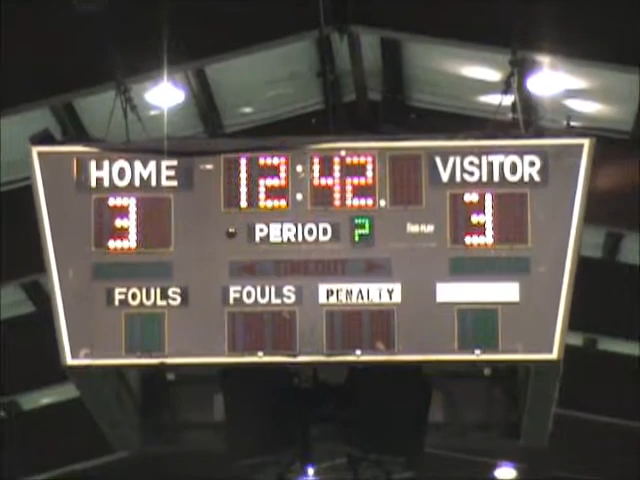 HOME 12:42 VISITOR
3 PERIOD 2 3
TIMEOUT
FOULS FOULS PENALTY